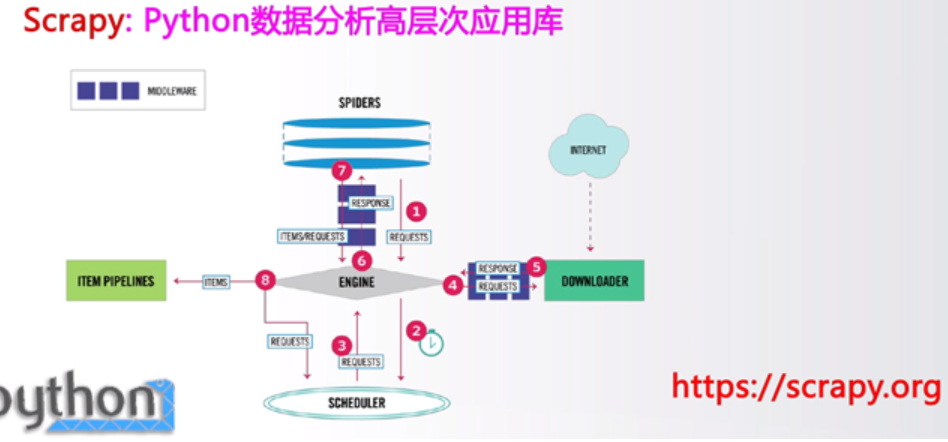 Scrapy: Python数据分析高层次应用库
MIDDLEWARE
SPIDERS
INTERNET
7
RESPONSE
1
ITEMS/REQUESTS
REQUESTS
6
ITEM PIPELINES
ITEMS
8
ENGINE
4
RESPONSE
REQUESTS
5
DOWNLOADER
REQUESTS
3
REQUESTS
2
SCHEDULER
python
https://scrapy.org